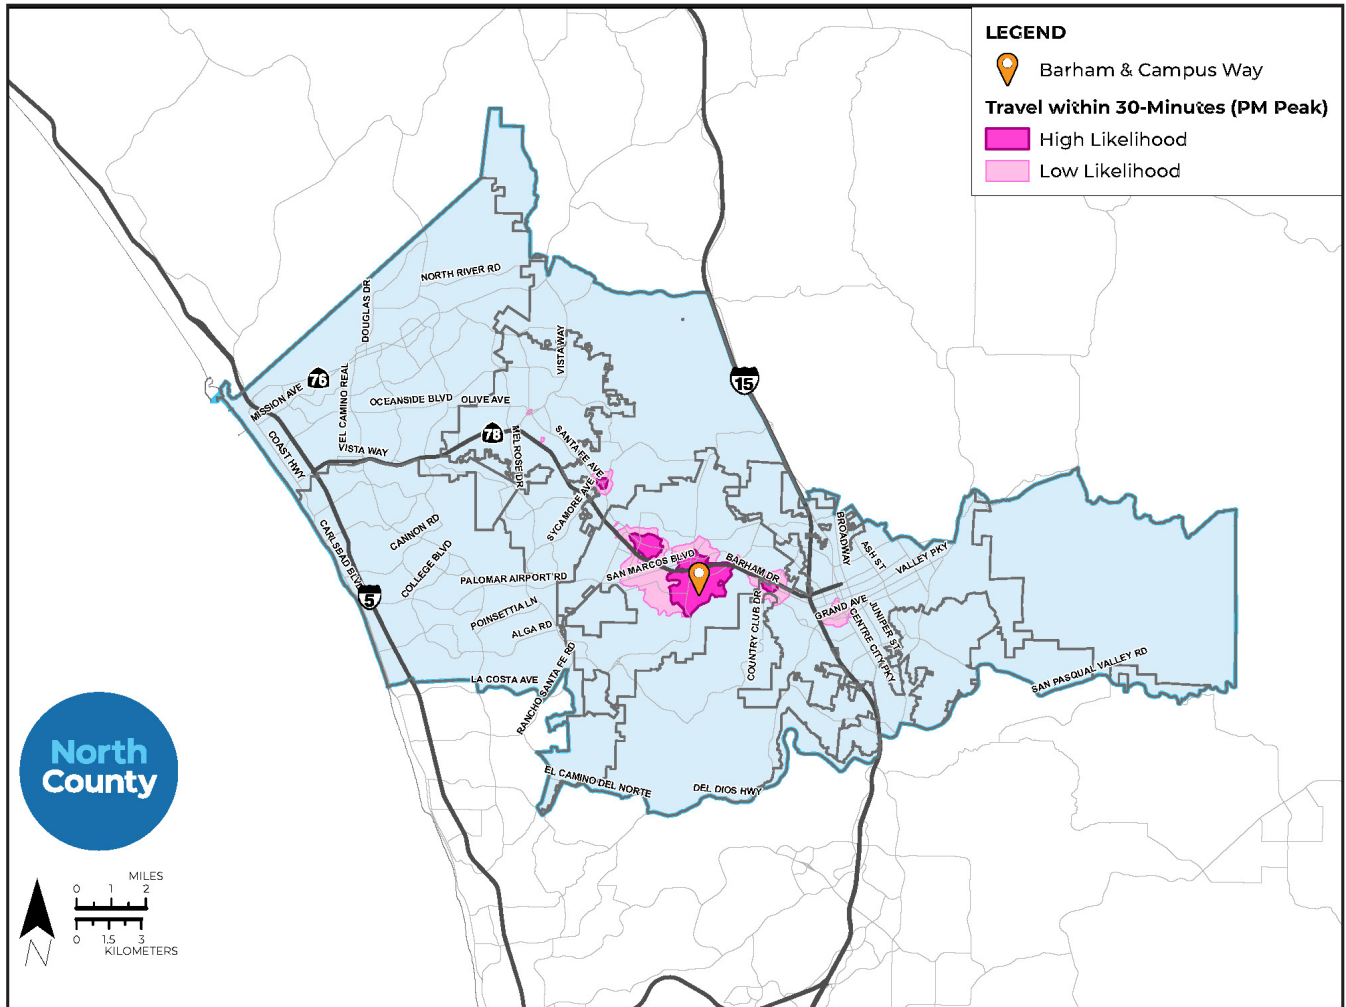 LEGEND
Barham & Campus Way
Travel within 30-Minutes (PM Peak)
High Likelihood
Low Likelihood
NORTH RIVER RD
DOUGLAS DR
VISTA WAY
76
15
MISSION AVE
EL CAMINO REAL
OCEANSIDE BLVD
OLIVE AVE
78
COAST HWY
VISTA WAY
MELROSE DR
SANTA FE AVE
SYCAMORE AVE
CARLSBAD BLVD
CANNON RD
COLLEGE BLVD
BROADWAY
ASH ST
VALLEY PKY
SAN MARCOS BLVD
BARHAM DR
PALOMAR AIRPORT RD
5
POINSETTIA LN
ALGA RD
COUNTRY CLUB DR
GRAND AVE
JUNIPER ST
CENTRE CITY PKY
LA COSTA AVE
RANCHO SANTA FE RD
SAN PASQUAL VALLEY RD
EL CAMINO DEL NORTE
DEL DIOS HWY
North
County
MILES
0 1 2
0 1.5 3
KILOMETERS
N